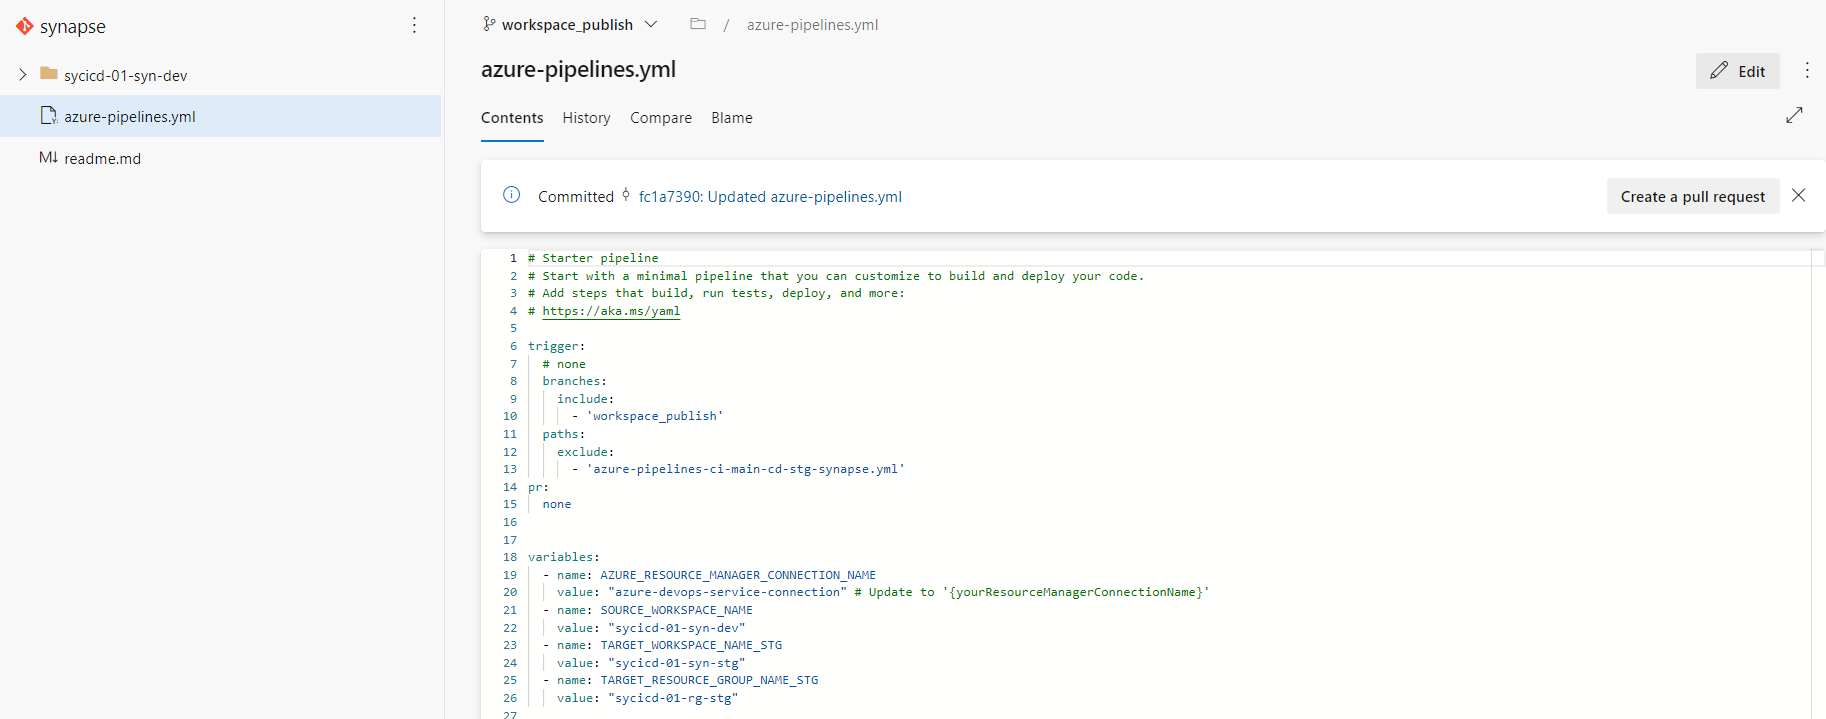 synapse
sycicd-01-syn-dev
azure-pipelines.yml
readme.md
workspace_publish / azure-pipelines.yml
azure-pipelines.yml
Edit
Contents History Compare Blame
Committed fc1a7390: Updated azure-pipelines.yml
Create a pull request
1 # Starter pipeline
2 # Start with a minimal pipeline that you can customize to build and deploy your code.
3 # Add steps that build, run tests, deploy, and more:
4 # https://aka.ms/yaml
5
6 trigger:
7 # none
8 branches:
9 include:
10 - 'workspace_publish'
11 paths:
12 exclude:
13 - 'azure-pipelines-ci-main-cd-stg-synapse.yml'
14 pr:
15 none
16
17
18 variables:
19 - name: AZURE_RESOURCE_MANAGER_CONNECTION_NAME
20 value: "azure-devops-service-connection" # Update to '{yourResourceManagerConnectionName}'
21 - name: SOURCE_WORKSPACE_NAME
22 value: "sycicd-01-syn-dev"
23 - name: TARGET_WORKSPACE_NAME_STG
24 value: "sycicd-01-syn-stg"
25 - name: TARGET_RESOURCE_GROUP_NAME_STG
26 value: "sycicd-01-rg-stg"
27